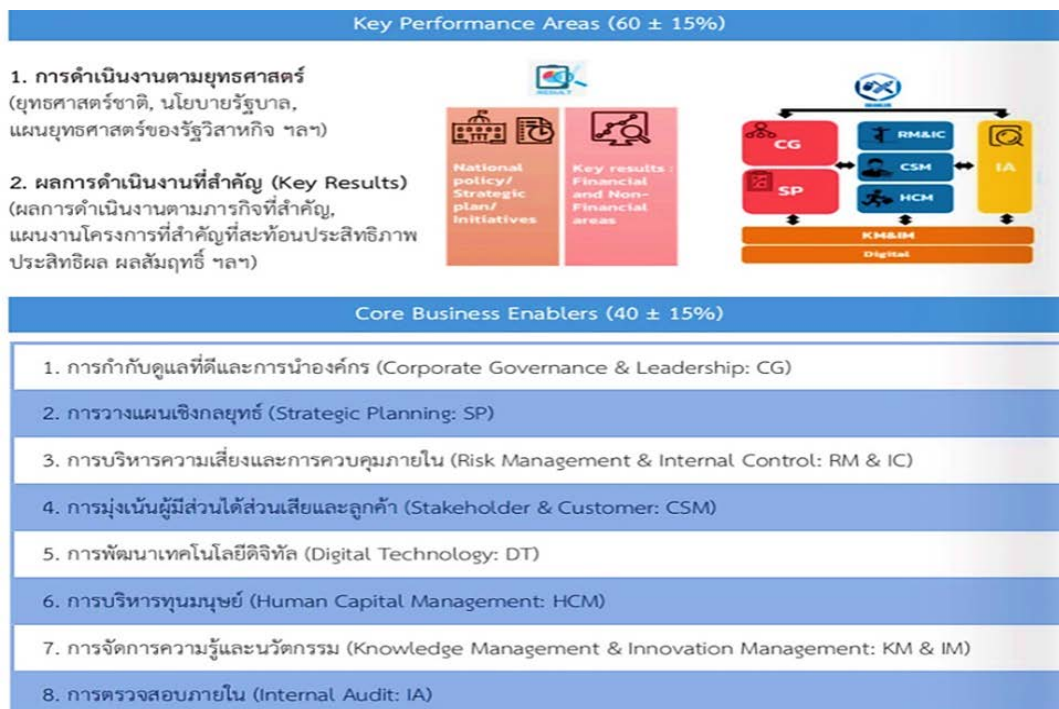 Key Performance Areas (60 ± 15%)
1. การดำเนินงานตามยุทธศาสตร์
(ยุทธศาสตร์ชาติ, นโยบายรัฐบาล,
แผนยุทธศาสตร์ของรัฐวิสาหกิจ ฯลฯ)
2. ผลการดำเนินงานที่สำคัญ (Key Results)
(ผลการดำเนินงานตามภารกิจที่สำคัญ,
แผนงานโครงการที่สำคัญที่สะท้อนประสิทธิภาพ
ประสิทธิผล ผลสัมฤทธิ์ ฯลฯ)
RESULT
National
policy/
Strategic
plan/
Initiatives
Key results :
Financial
and Non-
Financial
areas
CG
SP
RM&IC
CSM
HCM
IA
KM&IM
Digital
Core Business Enablers (40 ± 15%)
1. การกำกับดูแลที่ดีและการนำองค์กร (Corporate Governance & Leadership: CG)
2. การวางแผนเชิงกลยุทธ์ (Strategic Planning: SP)
3. การบริหารความเสี่ยงและการควบคุมภายใน (Risk Management & Internal Control: RM & IC)
4. การมุ่งเน้นผู้มีส่วนได้ส่วนเสียและลูกค้า (Stakeholder & Customer: CSM)
5. การพัฒนาเทคโนโลยีดิจิทัล (Digital Technology: DT)
6. การบริหารทุนมนุษย์ (Human Capital Management: HCM)
7. การจัดการความรู้และนวัตกรรม (Knowledge Management & Innovation Management: KM & IM)
8. การตรวจสอบภายใน (Internal Audit: IA)